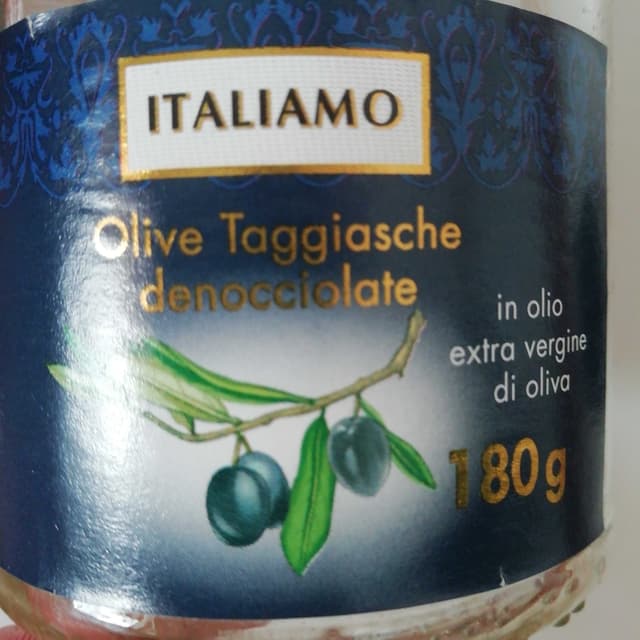 ITALIAMO
Olive Taggiasche
denocciolate
in olio
extra vergine
di oliva
180g